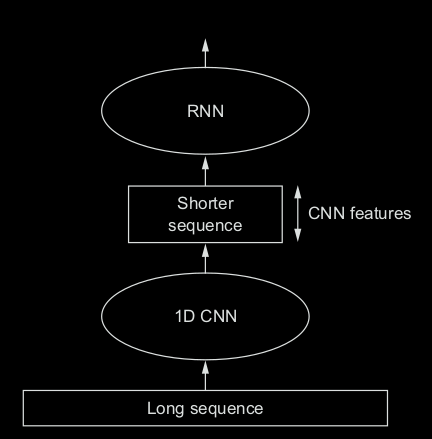 RNN
Shorter
sequence
CNN features
1D CNN
Long sequence